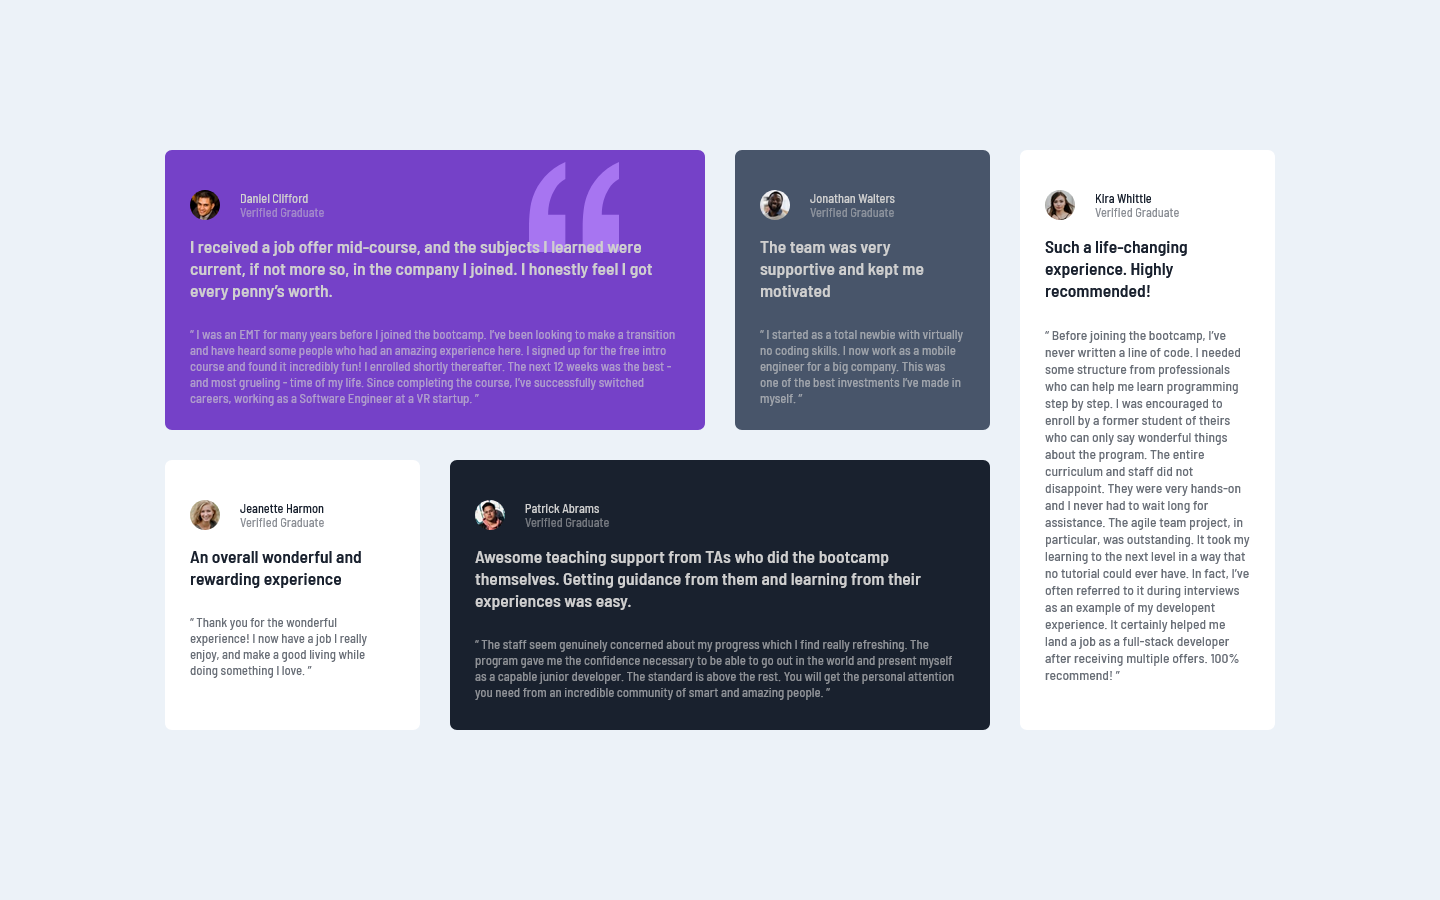 Daniel Clifford
Verified Graduate
I received a job offer mid-course, and the subjects I learned were
current, if not more so, in the company I joined. I honestly feel I got
every penny’s worth.
“ I was an EMT for many years before I joined the bootcamp. I’ve been looking to make a transition
and have heard some people who had an amazing experience here. I signed up for the free intro
course and found it incredibly fun! I enrolled shortly thereafter. The next 12 weeks was the best -
and most grueling - time of my life. Since completing the course, I’ve successfully switched
careers, working as a Software Engineer at a VR startup. ”
Jonathan Walters
Verified Graduate
The team was very
supportive and kept me
motivated
“ I started as a total newbie with virtually
no coding skills. I now work as a mobile
engineer for a big company. This was
one of the best investments I’ve made in
myself. ”
Kira Whittle
Verified Graduate
Such a life-changing
experience. Highly
recommended!
“ Before joining the bootcamp, I’ve
never written a line of code. I needed
some structure from professionals
who can help me learn programming
step by step. I was encouraged to
enroll by a former student of theirs
who can only say wonderful things
about the program. The entire
curriculum and staff did not
disappoint. They were very hands-on
and I never had to wait long for
assistance. The agile team project, in
particular, was outstanding. It took my
learning to the next level in a way that
no tutorial could ever have. In fact, I’ve
often referred to it during interviews
as an example of my developent
experience. It certainly helped me
land a job as a full-stack developer
after receiving multiple offers. 100%
recommend! ”
Jeanette Harmon
Verified Graduate
An overall wonderful and
rewarding experience
“ Thank you for the wonderful
experience! I now have a job I really
enjoy, and make a good living while
doing something I love. ”
Patrick Abrams
Verified Graduate
Awesome teaching support from TAs who did the bootcamp
themselves. Getting guidance from them and learning from their
experiences was easy.
“ The staff seem genuinely concerned about my progress which I find really refreshing. The
program gave me the confidence necessary to be able to go out in the world and present myself
as a capable junior developer. The standard is above the rest. You will get the personal attention
you need from an incredible community of smart and amazing people. ”